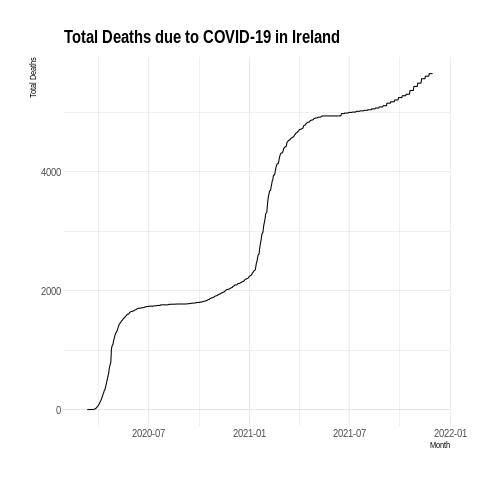 Total Deaths due to COVID-19 in Ireland
Total Deaths
4000
2000
0
2020-07
2021-01
2021-07
2022-01
Month